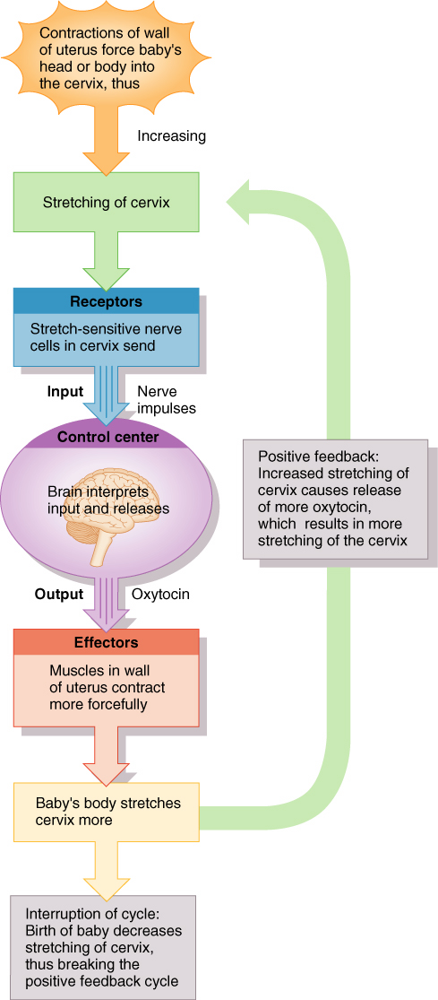 Contractions of wall
of uterus force baby's
head or body into
the cervix, thus
Increasing
Stretching of cervix
Receptors
Stretch-sensitive nerve
cells in cervix send
Input
Nerve
impulses
Control center
Brain interprets
input and releases
Output
Oxytocin
Effectors
Muscles in wall
of uterus contract
more forcefully
Baby's body stretches
cervix more
Positive feedback:
Increased stretching of
cervix causes release
of more oxytocin,
which results in more
stretching of the cervix
Interruption of cycle:
Birth of baby decreases
stretching of cervix,
thus breaking the
positive feedback cycle